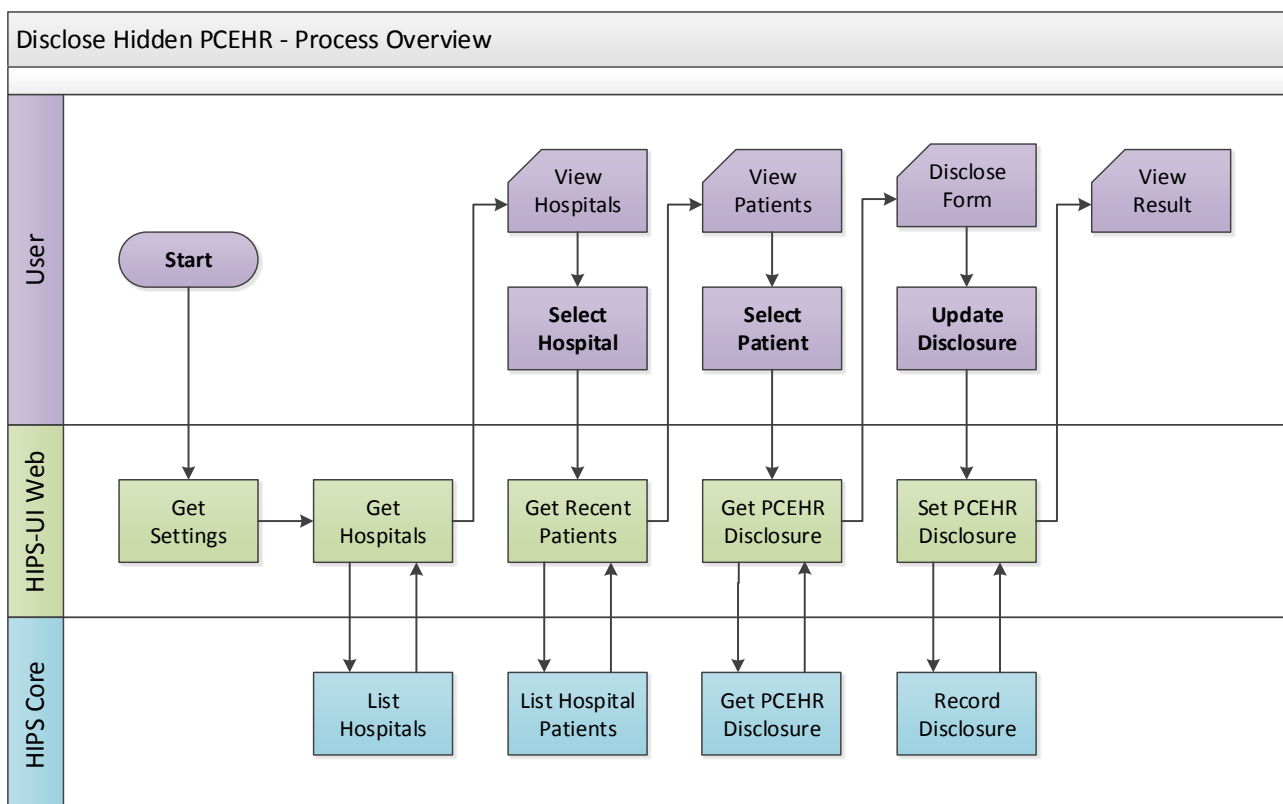 Disclose Hidden PCEHR - Process Overview
User
View
Hospitals
View
Patients
Disclose
Form
View
Result
Start
Select
Hospital
Select
Patient
Update
Disclosure
HIPS-UI Web
Get
Settings
Get
Hospitals
Get Recent
Patients
Get PCEHR
Disclosure
Set PCEHR
Disclosure
HIPS Core
List
Hospitals
List Hospital
Patients
Get PCEHR
Disclosure
Record
Disclosure